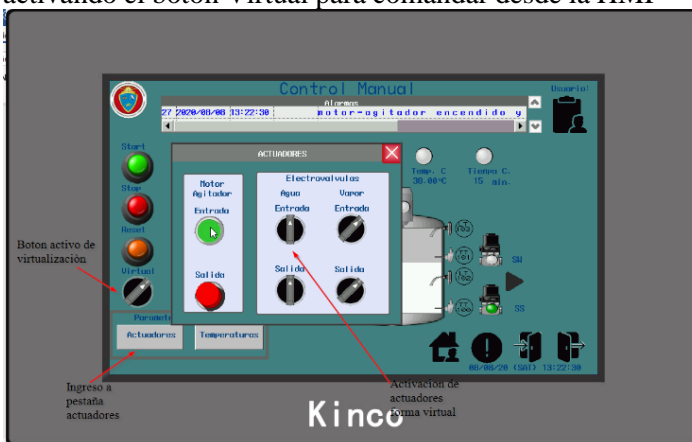 activando el botón Virtual para comandar desde la HMI
Control Manual
Usuario:
Alarmas
27 2020/08/08 13:22:30 motor-agitador encendido y
Start
Stop
Reset
Virtual
ACTUADORES
Motor
Agitador
Entrada
Salida
Electrovalvulas
Agua Vapor
Entrada Entrada
Salida Salida
Temp. C
38.00ºC
Tiempo C.
15 min.
SW
SS
Paramet
Actuadores Temperaturas
08/08/20 (SAT) 13:22:30
Boton activo de
virtualización
Ingreso a
pestaña
actuadores
Activación de
actuadores
forma virtual
Kinco